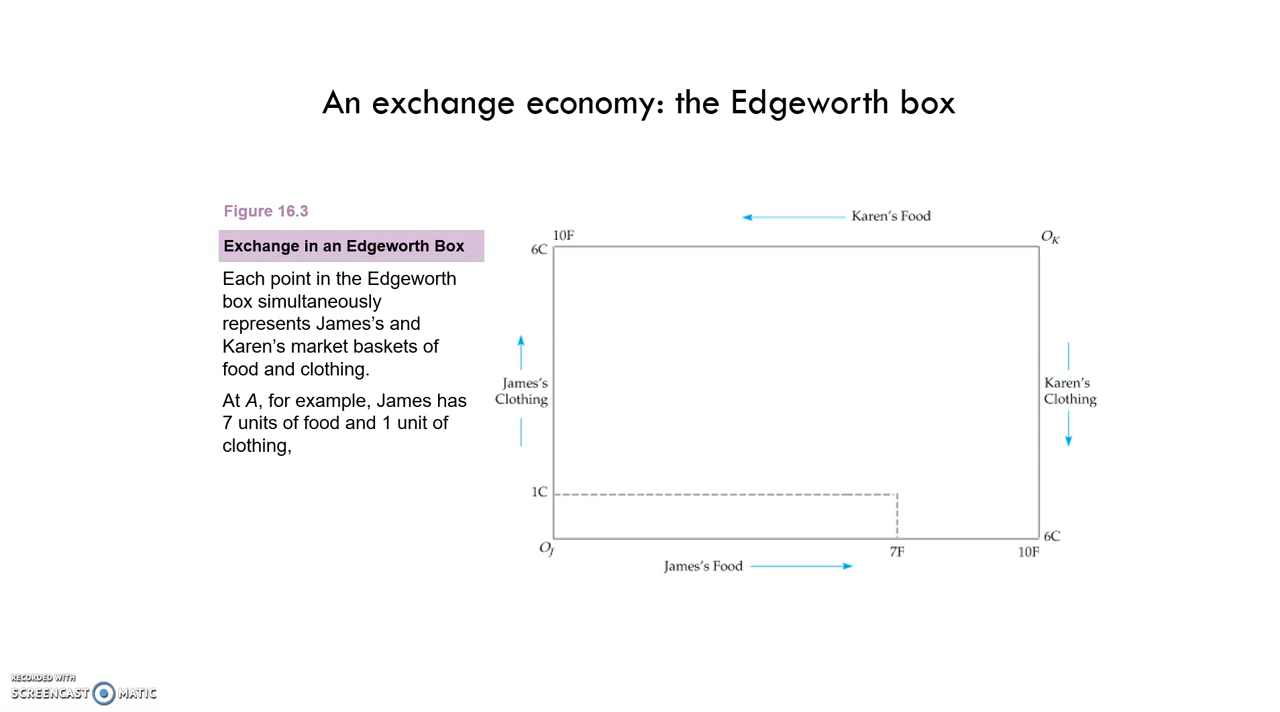 An exchange economy: the Edgeworth box
Figure 16.3
Exchange in an Edgeworth Box
Each point in the Edgeworth
box simultaneously
represents James’s and
Karen’s market baskets of
food and clothing.
At A, for example, James has
7 units of food and 1 unit of
clothing,
Karen’s Food
10F
6C
OK
James’s
Clothing
Karen’s
Clothing
1C
OJ
6C
7F
10F
James’s Food
RECORDED WITH
SCREENCAST MATIC